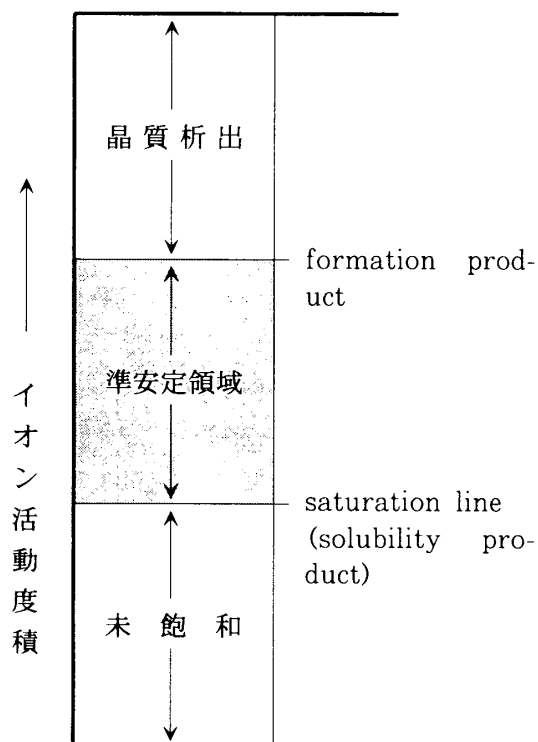 晶質析出
formation prod-
uct
準安定領域
saturation line
(solubility pro-
duct)
未飽和
イオン活動度積